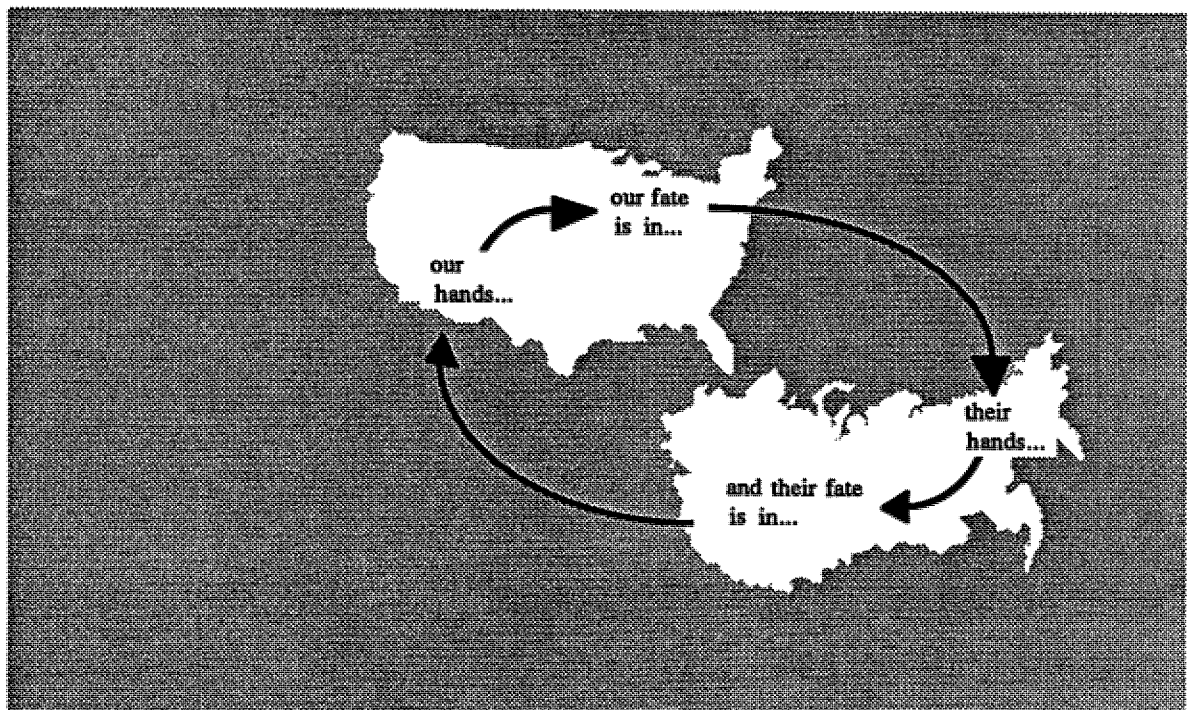 our fate
is in...
their
hands...
and their fate
is in...
our
hands...